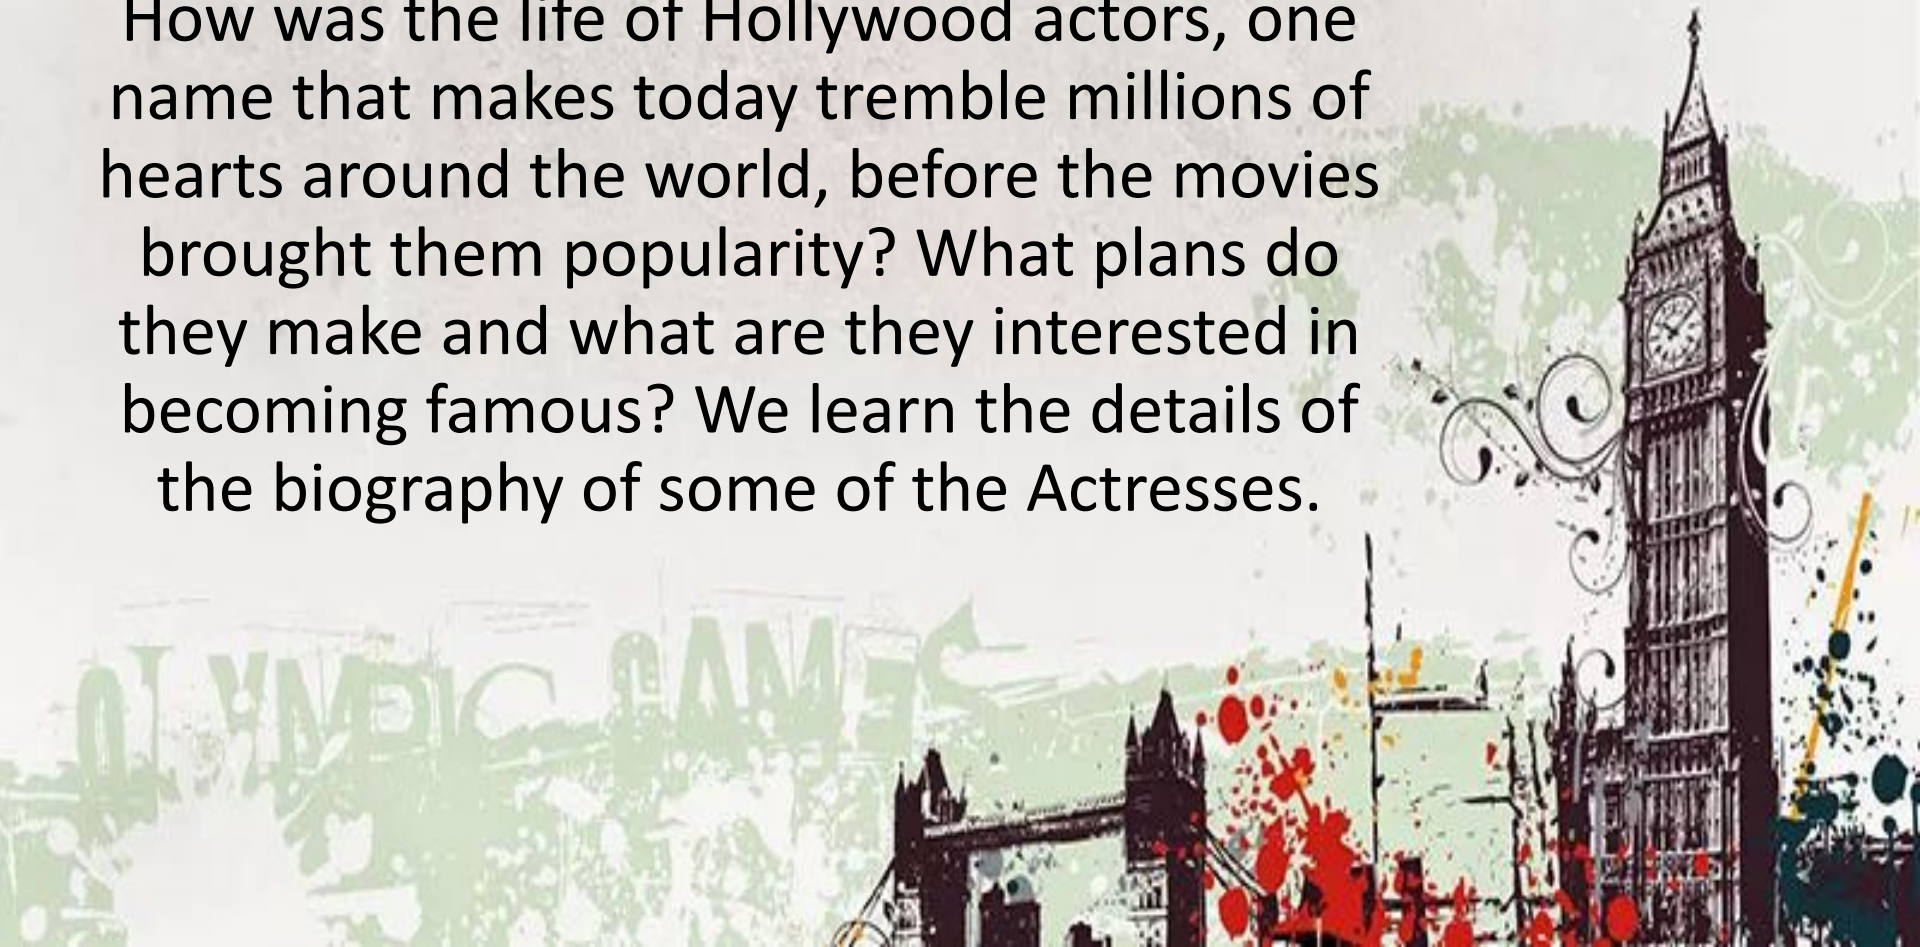 How was the life of Hollywood actors, one
name that makes today tremble millions of
hearts around the world, before the movies
brought them popularity? What plans do
they make and what are they interested in
becoming famous? We learn the details of
the biography of some of the Actresses.
OLYMPIC GAMES